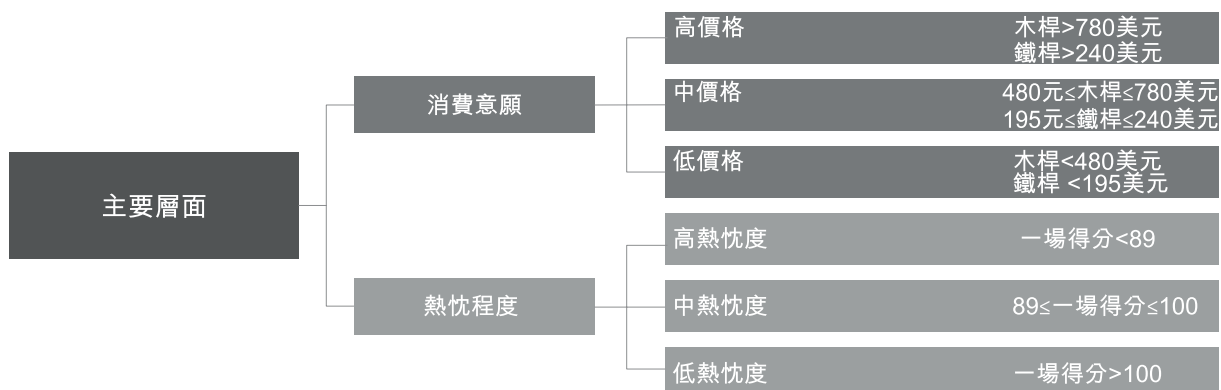 主要層面
消費意願
高價格 木桿>780美元
鐵桿>240美元
中價格 480元≤木桿≤780美元
195元≤鐵桿≤240美元
低價格 木桿<480美元
鐵桿 <195美元
熱忱程度
高熱忱度 一場得分<89
中熱忱度 89≤一場得分≤100
低熱忱度 一場得分>100